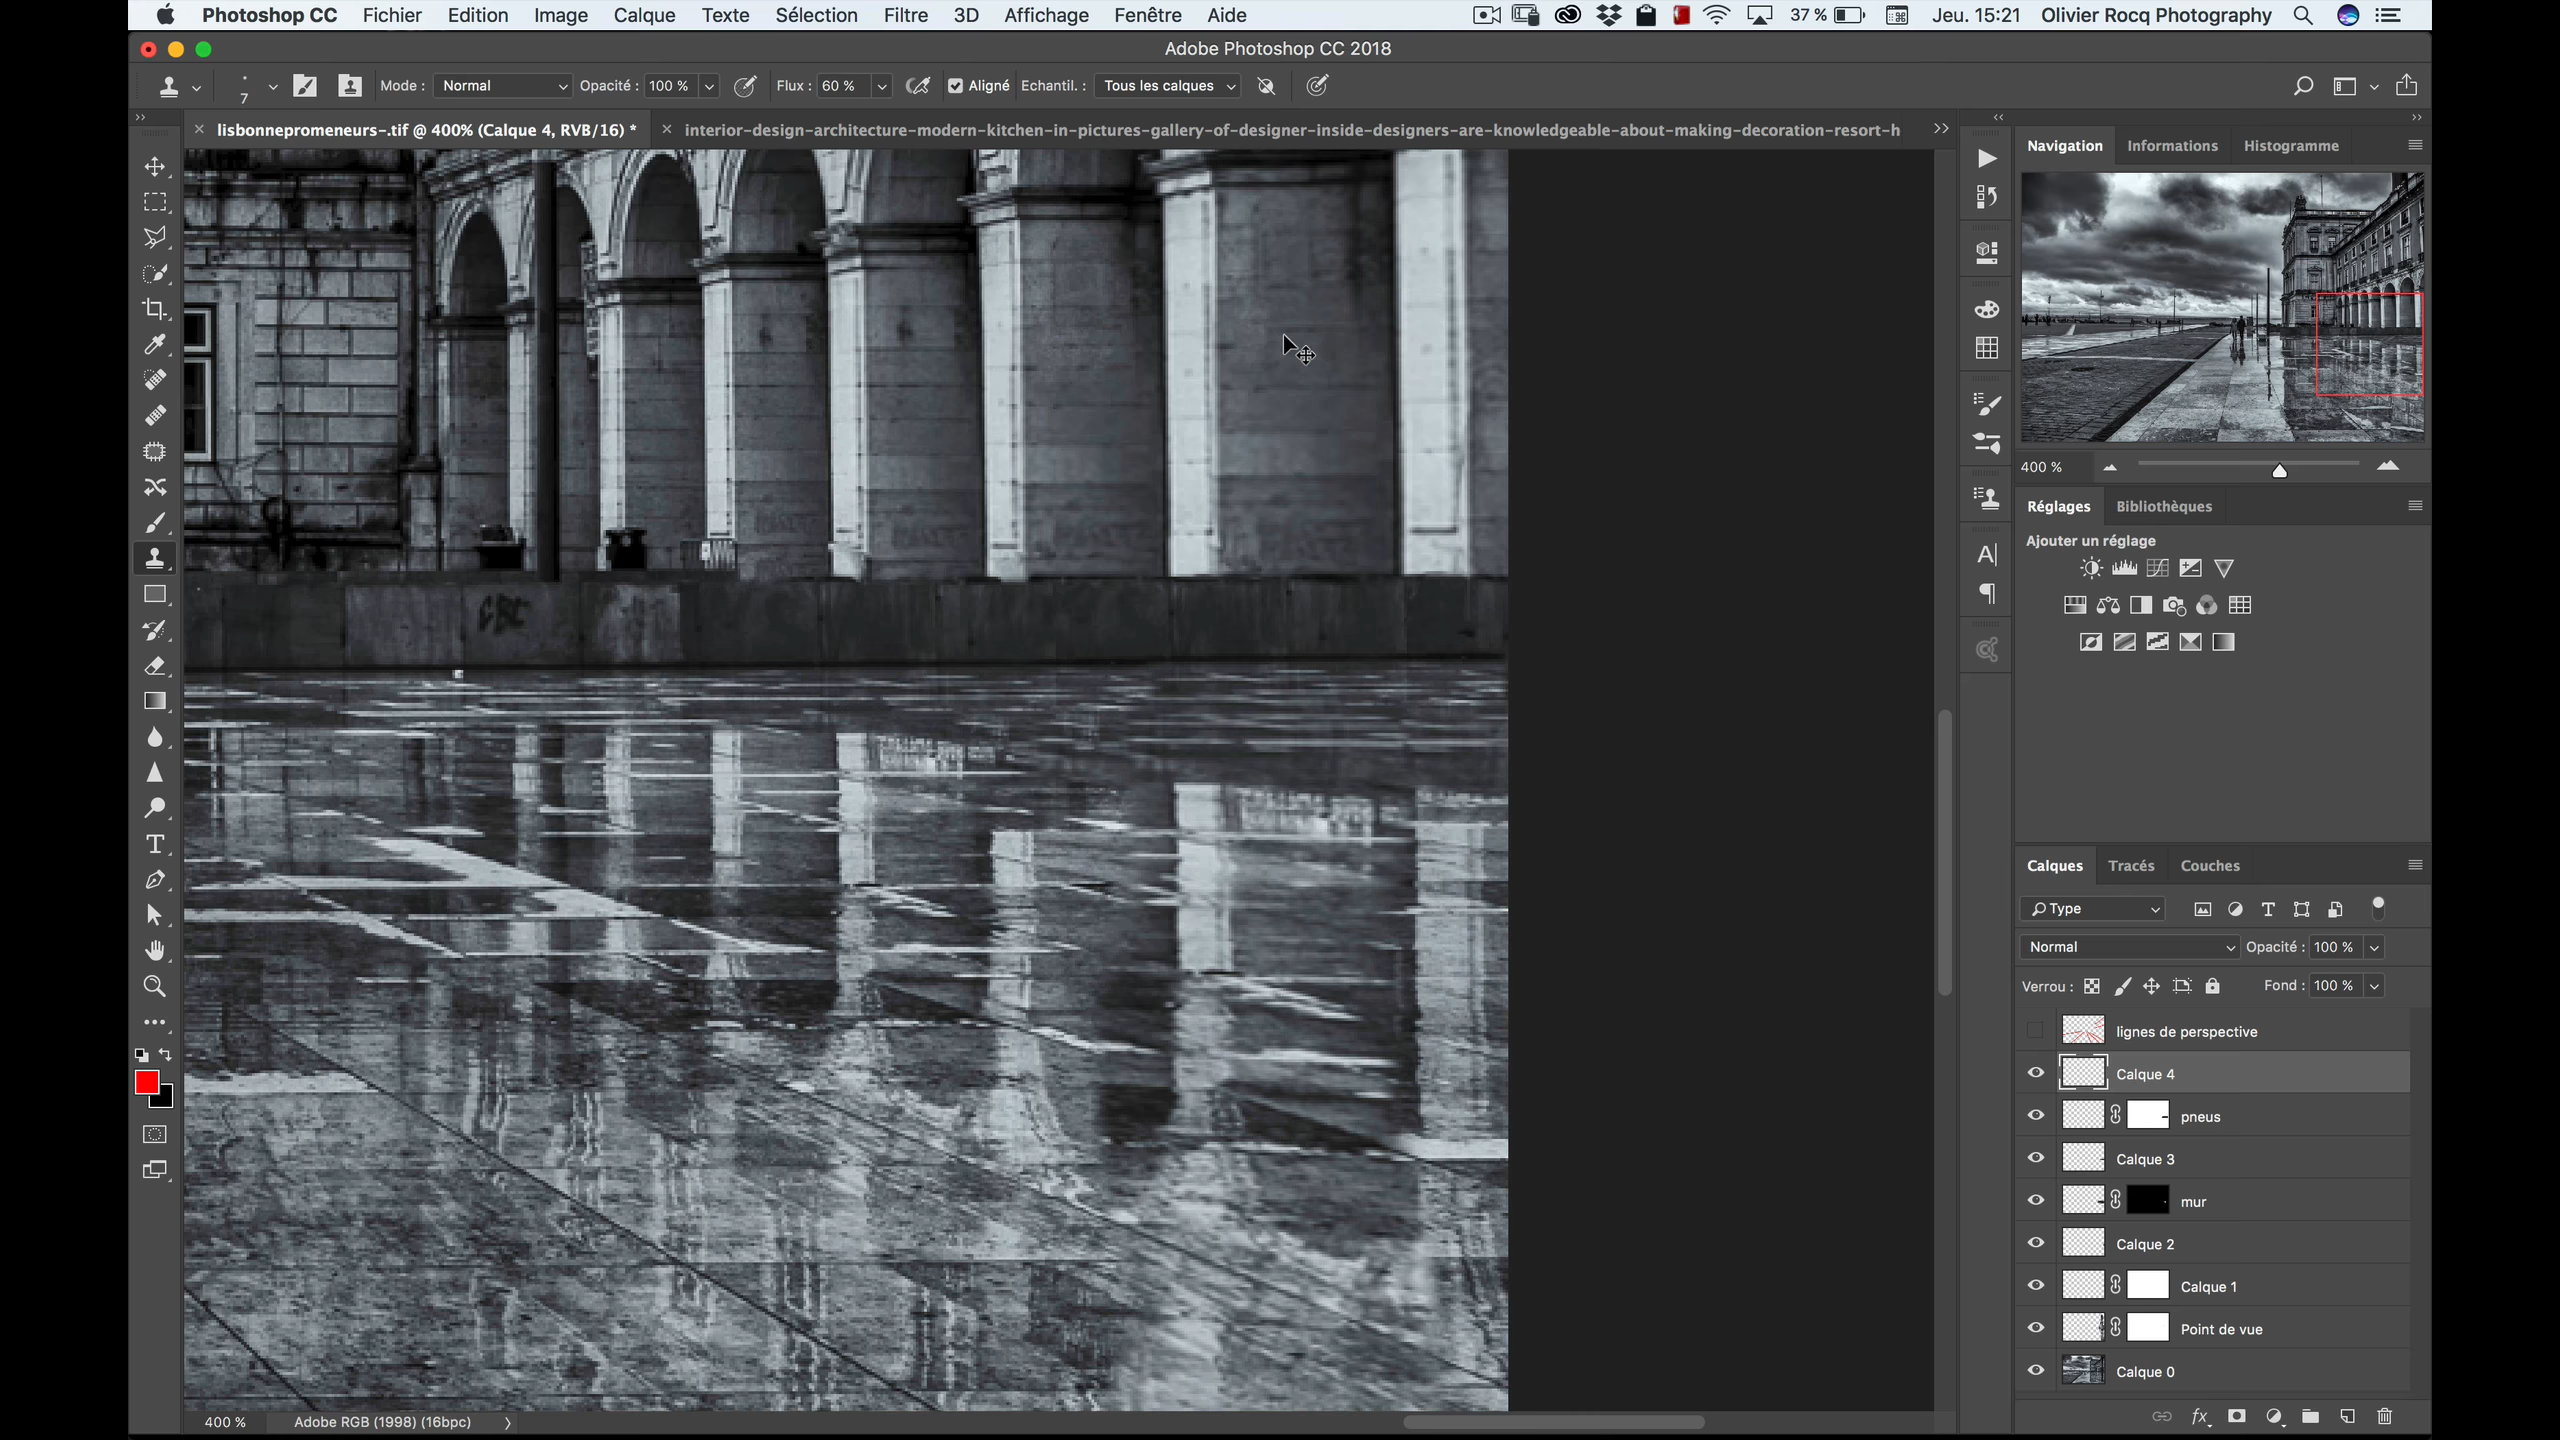 Photoshop CC Fichier Edition Image Calque Texte Sélection Filtre 3D Affichage Fenêtre Aide 37 % Jeu. 15:21 Olivier Rocq Photography
Adobe Photoshop CC 2018
7 Mode : Normal Opacité : 100 % Flux : 60 % Aligné Echantil. : Tous les calques
lisbonnepromeneurs-.tif @ 400% (Calque 4, RVB/16) * interior-design-architecture-modern-kitchen-in-pictures-gallery-of-designer-inside-designers-are-knowledgeable-about-making-decoration-resort-h
Navigation Informations Histogramme
400 %
Réglages Bibliothèques
Ajouter un réglage
Calques Tracés Couches
Type
Normal Opacité : 100 %
Verrou : Fond : 100 %
lignes de perspective
Calque 4
pneus
Calque 3
mur
Calque 2
Calque 1
Point de vue
Calque 0
400 % Adobe RGB (1998) (16bpc)